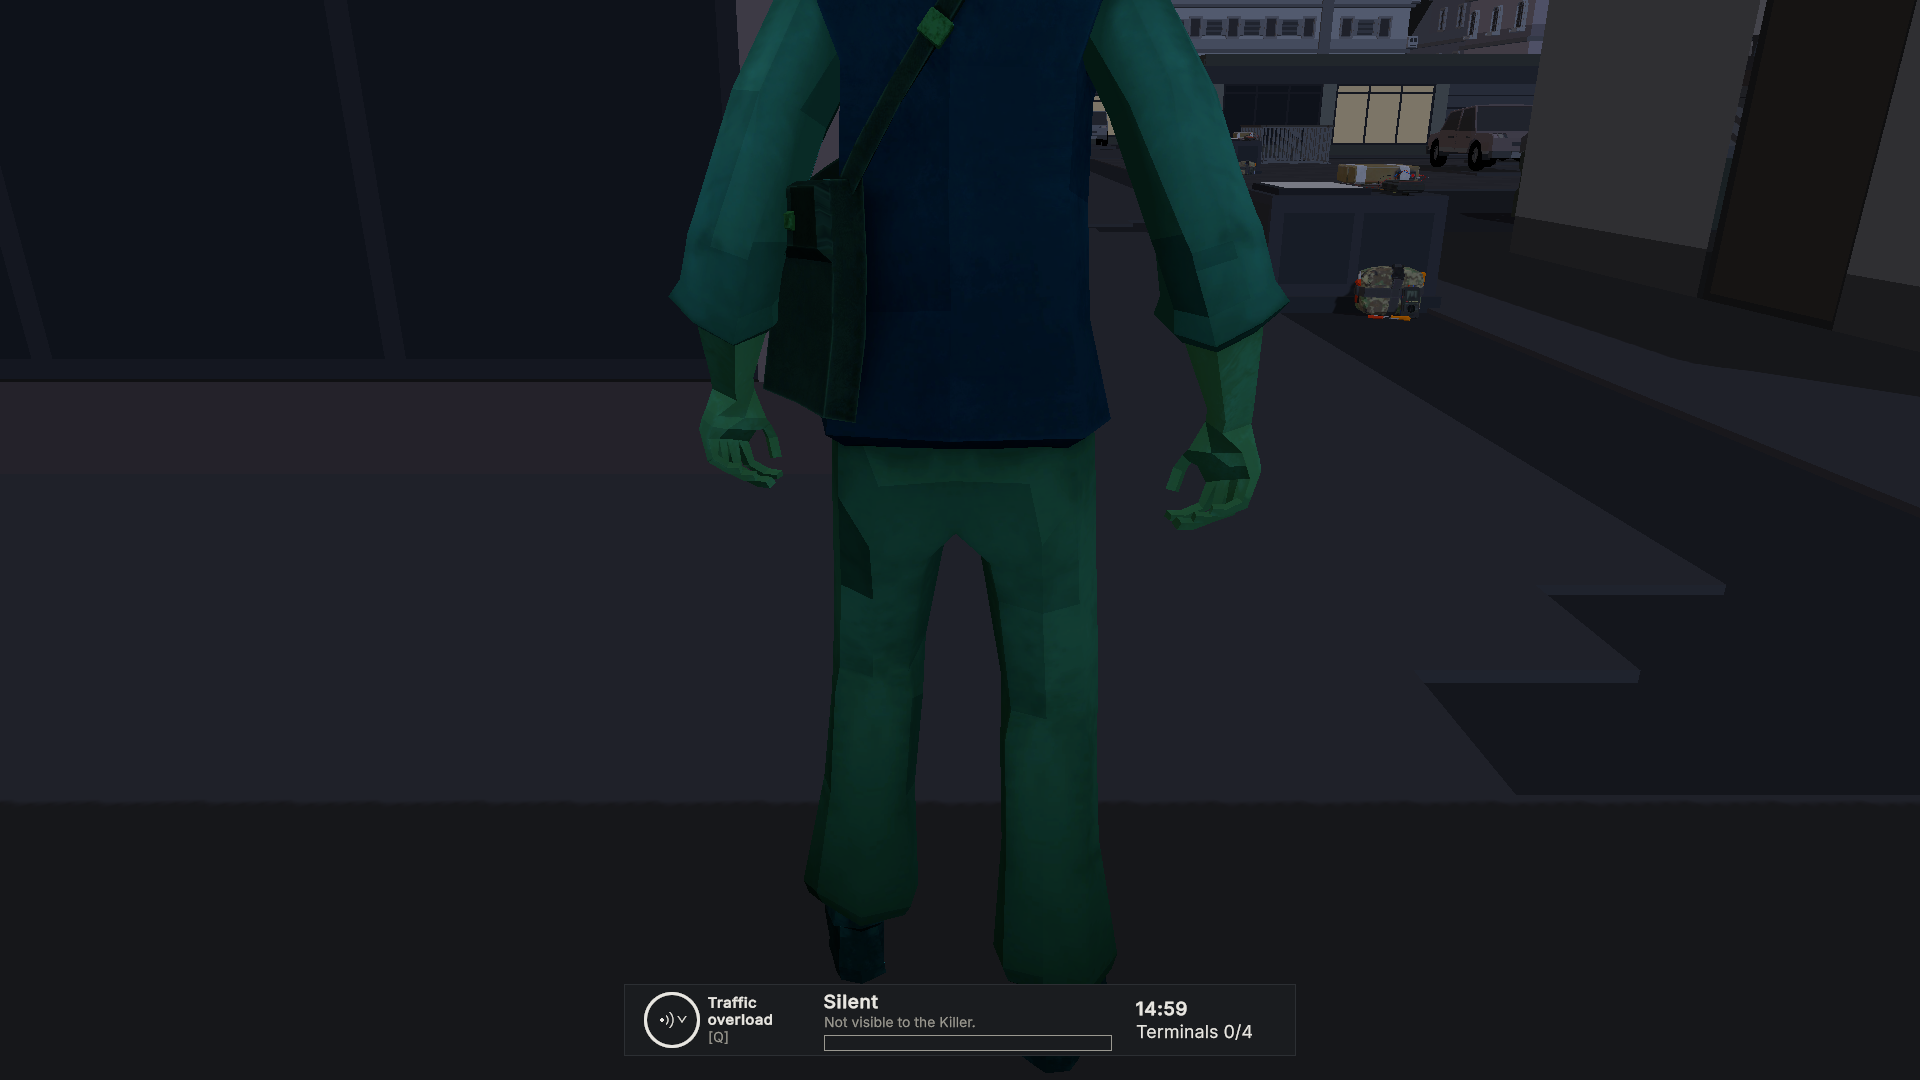 Traffic
overload
[Q]
Silent
Not visible to the Killer.
14:59
Terminals 0/4